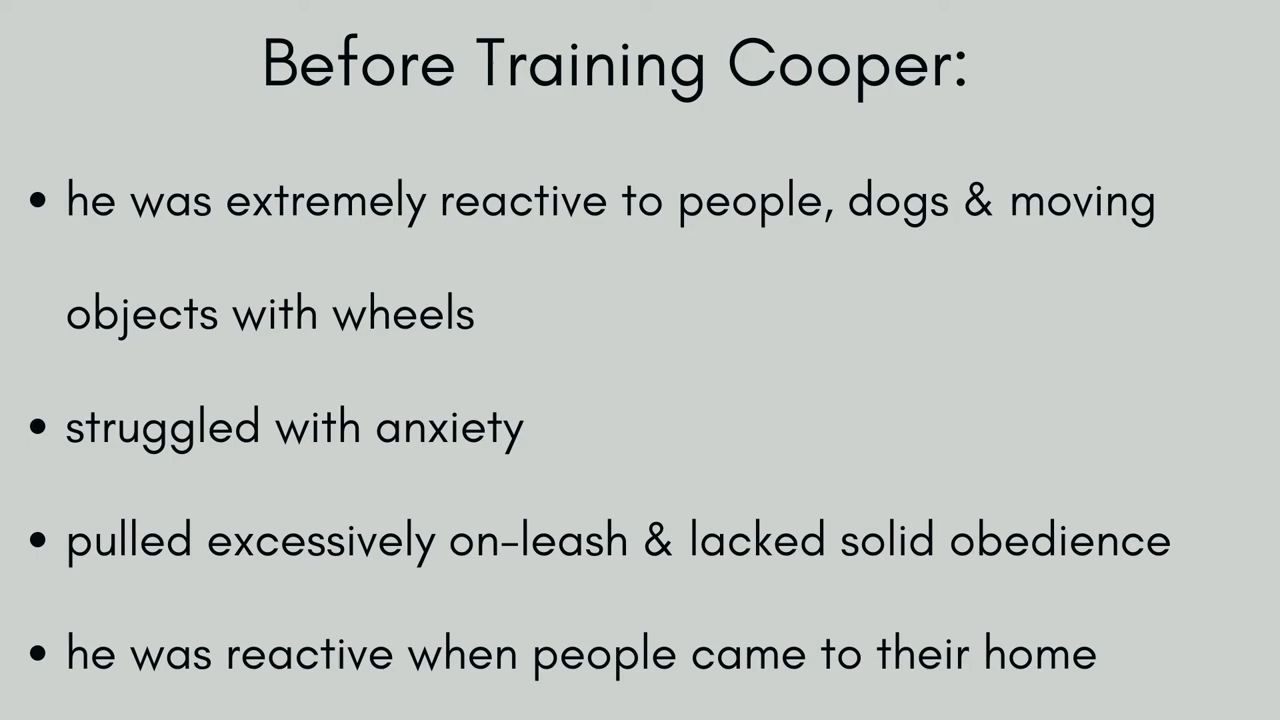 Before Training Cooper:
• he was extremely reactive to people, dogs & moving
objects with wheels
• struggled with anxiety
• pulled excessively on-leash & lacked solid obedience
• he was reactive when people came to their home